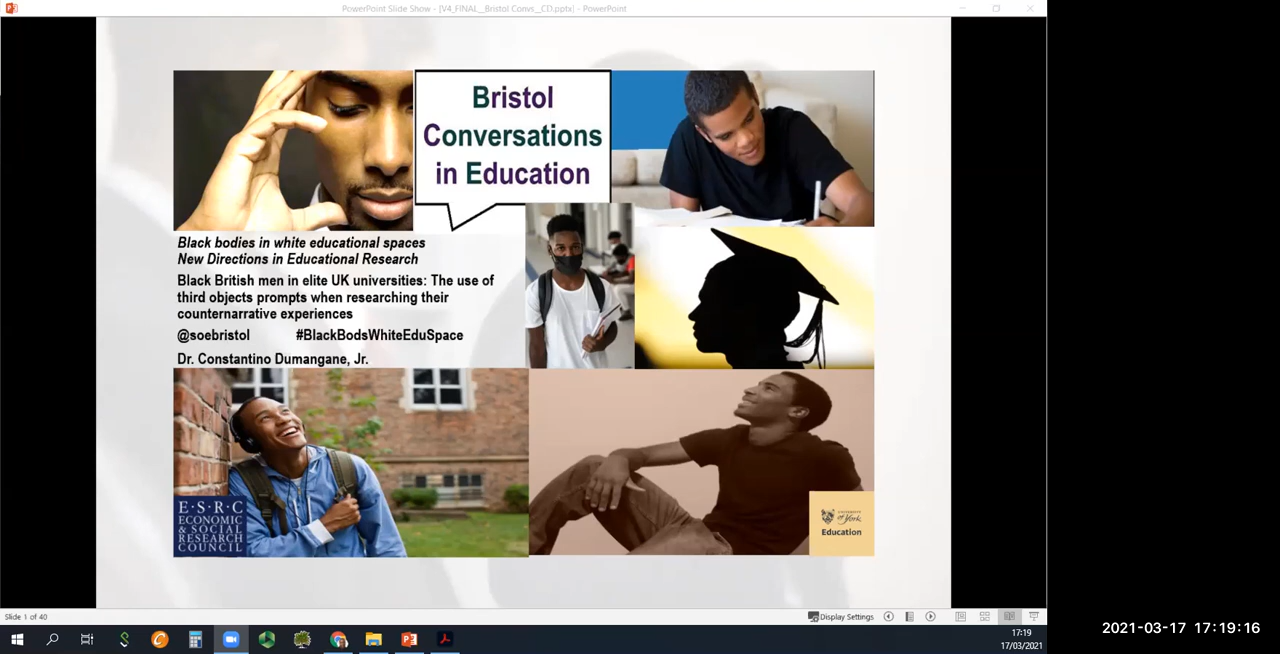 PowerPoint Slide Show - [V4_FINAL__Bristol Convs__CD.pptx] - PowerPoint
Bristol
Conversations
in Education
Black bodies in white educational spaces
New Directions in Educational Research
Black British men in elite UK universities: The use of
third objects prompts when researching their
counternarrative experiences
@soebristol #BlackBodsWhiteEduSpace
Dr. Constantino Dumangane, Jr.
E·S·R·C
ECONOMIC
& SOCIAL
RESEARCH
COUNCIL
UNIVERSITY
of York
Education
Slide 1 of 40
Display Settings
17:19
17/03/2021
2021-03-17 17:19:16